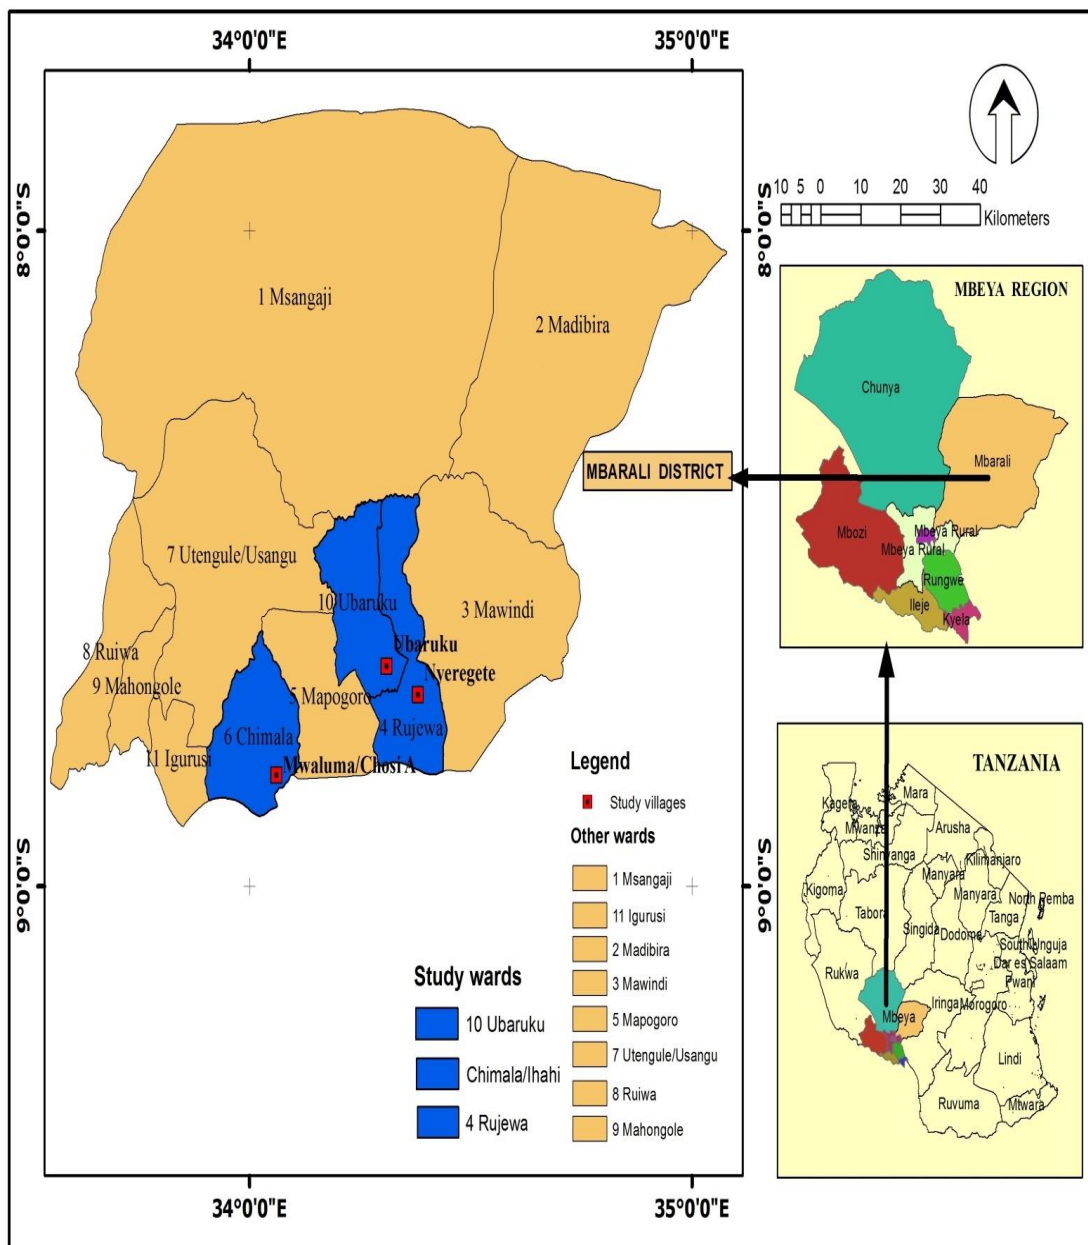 34°0'0"E
35°0'0"E
8°0'0"S
8°0'0"S
9°0'0"S
9°0'0"S
34°0'0"E
35°0'0"E
1 Msangaji
2 Madibira
7 Utengule/Usangu
10 Ubaruku
3 Mawindi
Ubaruku
8 Ruiwa
Nyeregete
9 Mahongole
5 Mapogoro
6 Chimala
4 Rujewa
11 Igurusi
Mwaluma/Chosi A
Legend
Study villages
Other wards
1 Msangaji
11 Igurusi
2 Madibira
3 Mawindi
5 Mapogoro
7 Utengule/Usangu
8 Ruiwa
9 Mahongole
Study wards
10 Ubaruku
Chimala/Ihahi
4 Rujewa
10 5 0 10 20 30 40
Kilometers
MBEYA REGION
Chunya
Mbarali
MBARALI DISTRICT
Mbozi
Mbeya Rural
Mbeya Rural
Rungwe
Ileje
Kyela
TANZANIA
Mara
Kagera
Mwanza
Arusha
Shinyanga
Kilimanjaro
Manyara
Kigoma
Manyara
North Pemba
Tabora
Tanga
Singida
Dodoma
South Unguja
Dar es Salaam
Rukwa
Pwani
Iringa
Morogoro
Mbeya
Lindi
Ruvuma
Mtwara